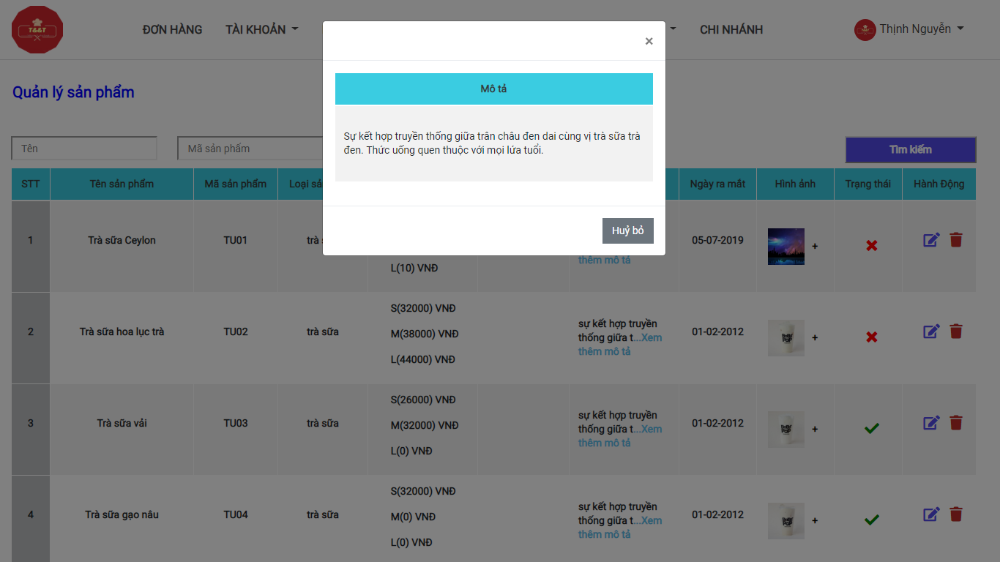 T&&T
ĐƠN HÀNG
TÀI KHOẢN
CHI NHÁNH
Thịnh Nguyễn
×
Mô tả
Sự kết hợp truyền thống giữa trân châu đen dai cùng vị trà sữa trà
đen. Thức uống quen thuộc với mọi lứa tuổi.
Huỷ bỏ
Quản lý sản phẩm
Tên
Mã sản phẩm
Tìm kiếm
STT
Tên sản phẩm
Mã sản phẩm
Loại
Ngày ra mắt
Hình ảnh
Trạng thái
Hành Động
1
Trà sữa Ceylon
TU01
trà
L(10) VNĐ
thêm mô tả
05-07-2019
+
2
Trà sữa hoa lục trà
TU02
trà sữa
S(32000) VNĐ
M(38000) VNĐ
L(44000) VNĐ
sự kết hợp truyền
thống giữa t...Xem
thêm mô tả
01-02-2012
+
3
Trà sữa vải
TU03
trà sữa
S(26000) VNĐ
M(32000) VNĐ
L(0) VNĐ
sự kết hợp truyền
thống giữa t...Xem
thêm mô tả
01-02-2012
+
4
Trà sữa gạo nâu
TU04
trà sữa
S(32000) VNĐ
M(0) VNĐ
L(0) VNĐ
sự kết hợp truyền
thống giữa t...Xem
thêm mô tả
01-02-2012
+